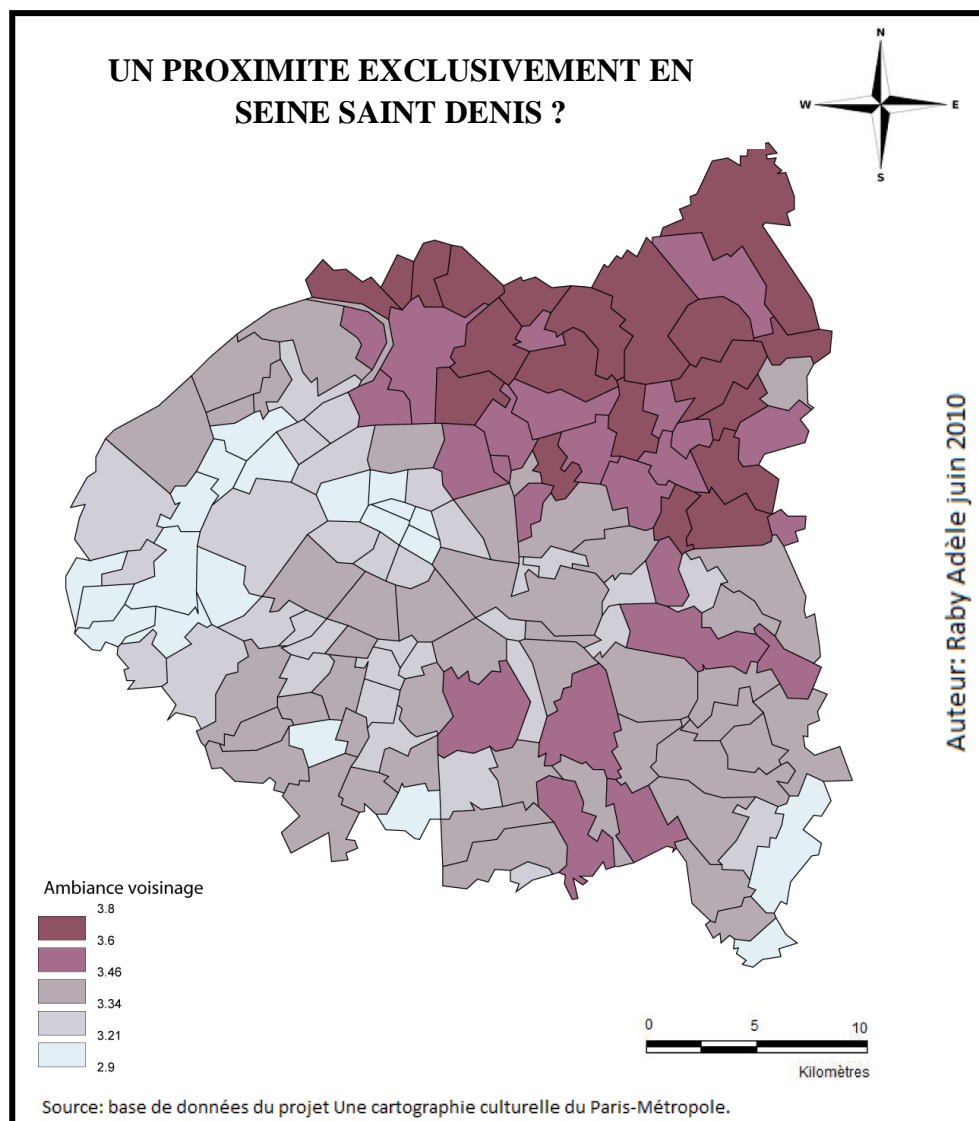 UN PROXIMITE EXCLUSIVEMENT EN
SEINE SAINT DENIS ?
N
W
E
S
Auteur: Raby Adèle juin 2010
Ambiance voisinage
3.8
3.6
3.46
3.34
3.21
2.9
0 5 10
Kilomètres
Source: base de données du projet Une cartographie culturelle du Paris-Métropole.